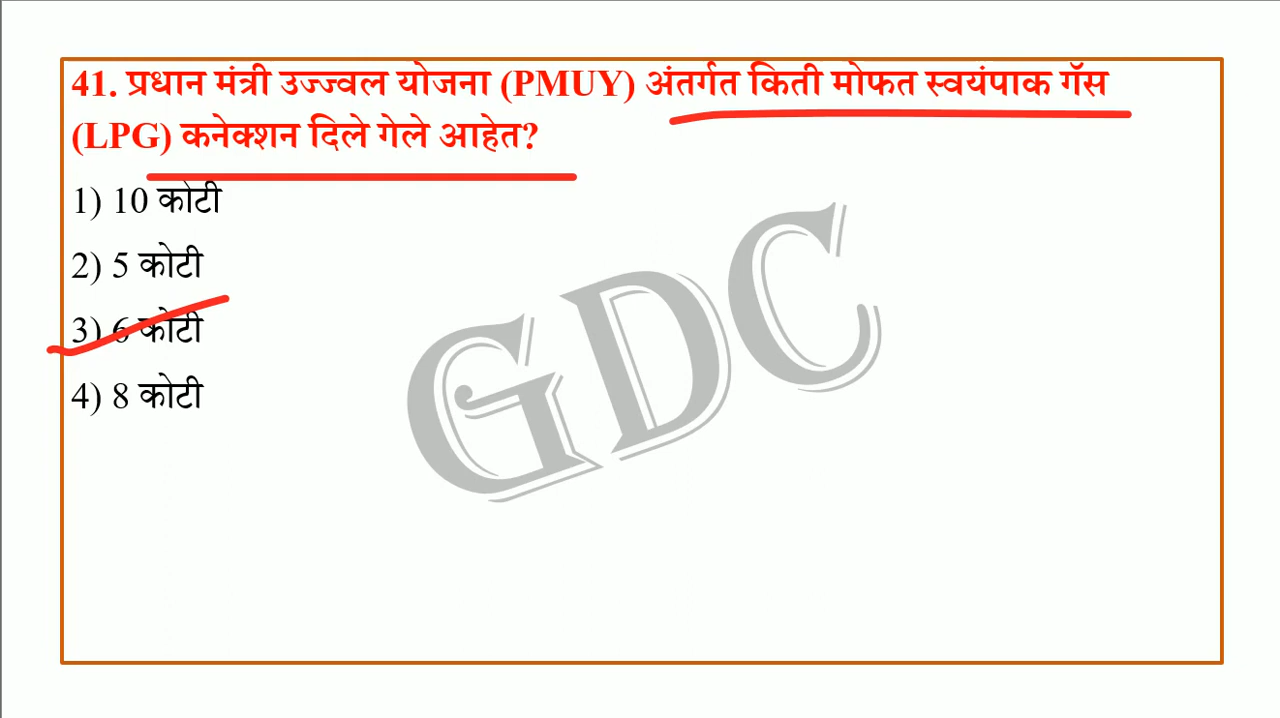 41. प्रधान मंत्री उज्ज्वल योजना (PMUY) अंतर्गत किती मोफत स्वयंपाक गॅस
(LPG) कनेक्शन दिले गेले आहेत?
1) 10 कोटी
2) 5 कोटी
3) 6 कोटी
4) 8 कोटी
GDC